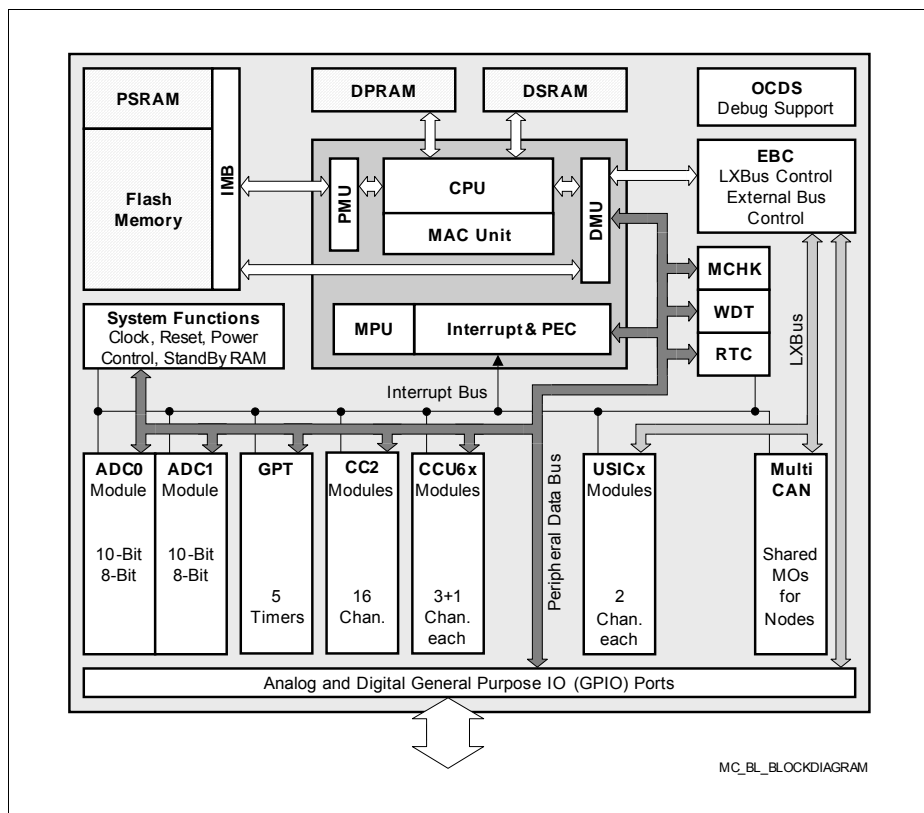 PSRAM
Flash
Memory
IMB
DPRAM
DSRAM
OCDS
Debug Support
PMU
CPU
MAC Unit
DMU
EBC
LXBus Control
External Bus
Control
MPU
Interrupt & PEC
MCHK
WDT
RTC
LXBus
System Functions
Clock, Reset, Power
Control, StandBy RAM
Interrupt Bus
Peripheral Data Bus
ADC0
Module
10-Bit
8-Bit
ADC1
Module
10-Bit
8-Bit
GPT
5
Timers
CC2
Modules
16
Chan.
CCU6x
Modules
3+1
Chan.
each
USICx
Modules
2
Chan.
each
Multi
CAN
Shared
MOs
for
Nodes
Analog and Digital General Purpose IO (GPIO) Ports
MC_BL_BLOCKDIAGRAM